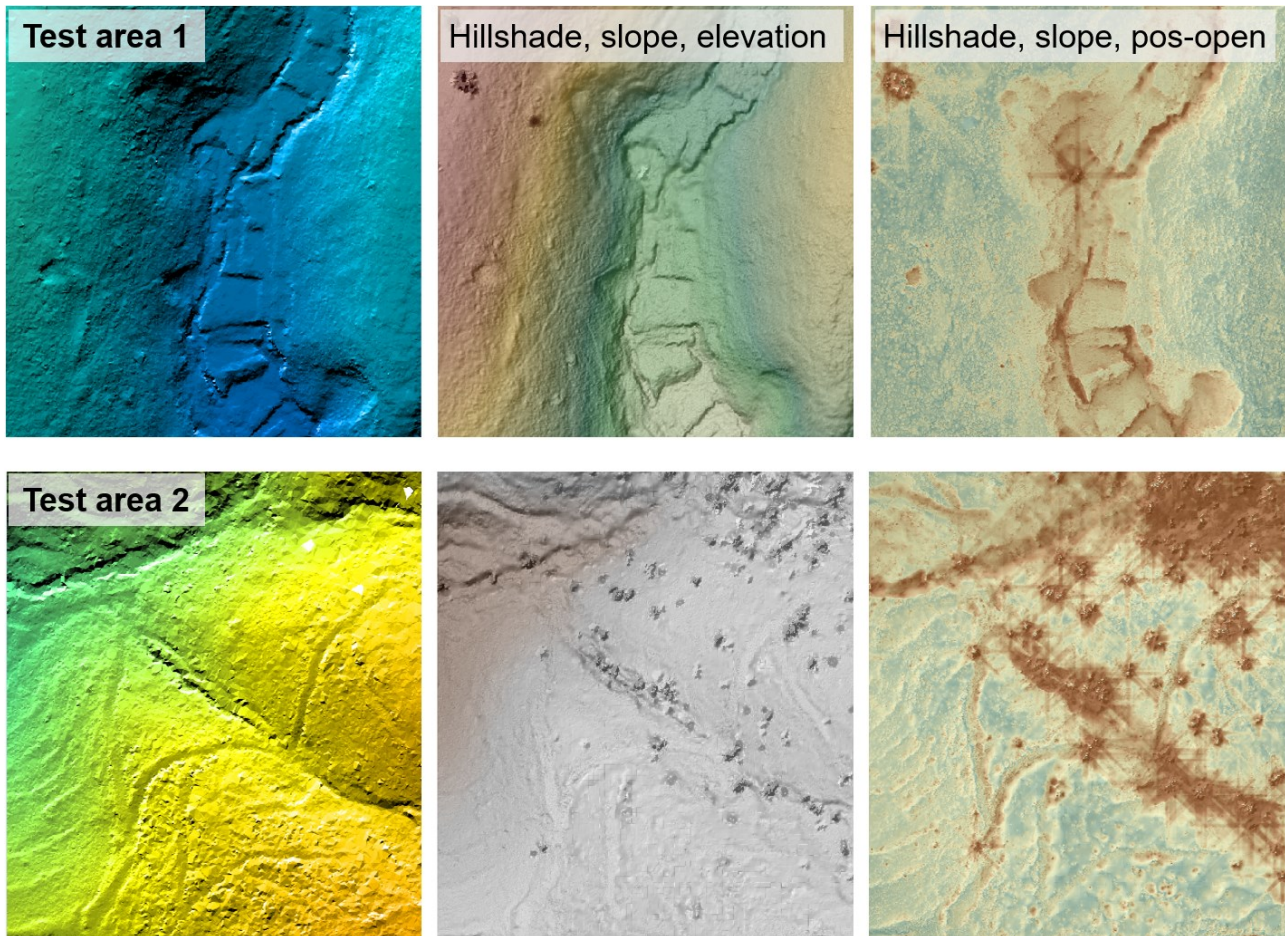 Test area 1
Hillshade, slope, elevation
Hillshade, slope, pos-open
Test area 2